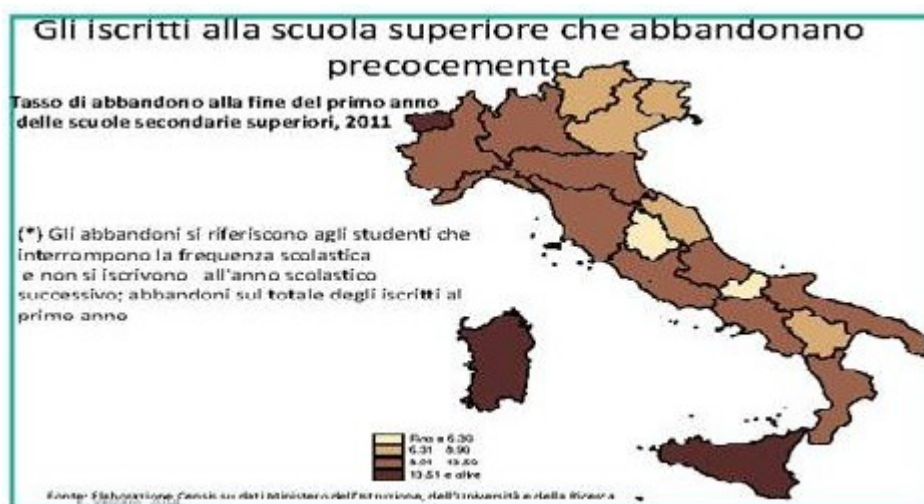 Gli iscritti alla scuola superiore che abbandonano
precocemente
Tasso di abbandono alla fine del primo anno
delle scuole secondarie superiori, 2011
(*) Gli abbandoni si riferiscono agli studenti che
interrompono la frequenza scolastica
e non si iscrivono all'anno scolastico
successivo; abbandoni sul totale degli iscritti al
primo anno
Fino a 6.30
6.31
13.51 e oltre
Fonte: Elaborazione Censis su dati Ministero dell'Istruzione, dell'Università e della Ricerca